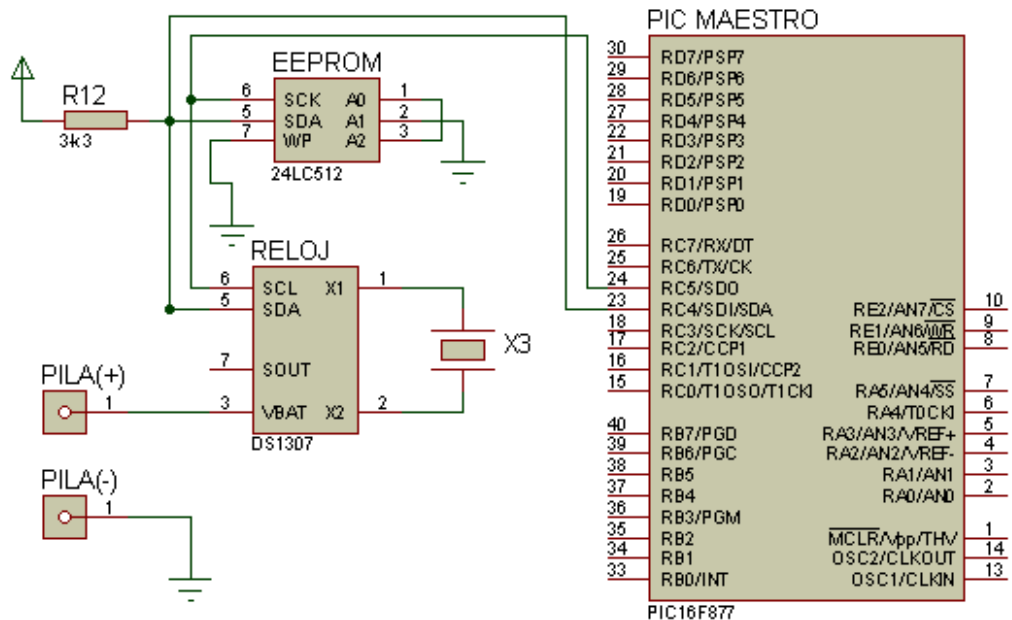 PIC MAESTRO
30 RD7/PSP7
29 RD6/PSP6
28 RD5/PSP5
27 RD4/PSP4
22 RD3/PSP3
21 RD2/PSP2
20 RD1/PSP1
19 RD0/PSP0
26 RC7/RX/DT
25 RC6/TX/CK
24 RC5/SDO
23 RC4/SDI/SDA
18 RC3/SCK/SCL
17 RC2/CCP1
16 RC1/T1OSI/CCP2
15 RC0/T1OSO/T1CKI
40 RB7/PGD
39 RB6/PGC
38 RB5
37 RB4
36 RB3/PGM
35 RB2
34 RB1
33 RB0/INT
RE2/AN7/CS 10
RE1/AN6/WR 9
RE0/AN5/RD 8
RA5/AN4/SS 7
RA4/T0CKI 6
RA3/AN3/VREF+ 5
RA2/AN2/VREF- 4
RA1/AN1 3
RA0/AN0 2
MCLR/Vpp/THV 1
OSC2/CLKOUT 14
OSC1/CLKIN 13
PIC16F877
EEPROM
6 SCK A0 1
5 SDA A1 2
7 WP A2 3
24LC512
R12
3k3
RELOJ
6 SCL X1 1
5 SDA
7 SOUT
3 VBAT X2 2
DS1307
X3
PILA(+)
1
PILA(-)
1